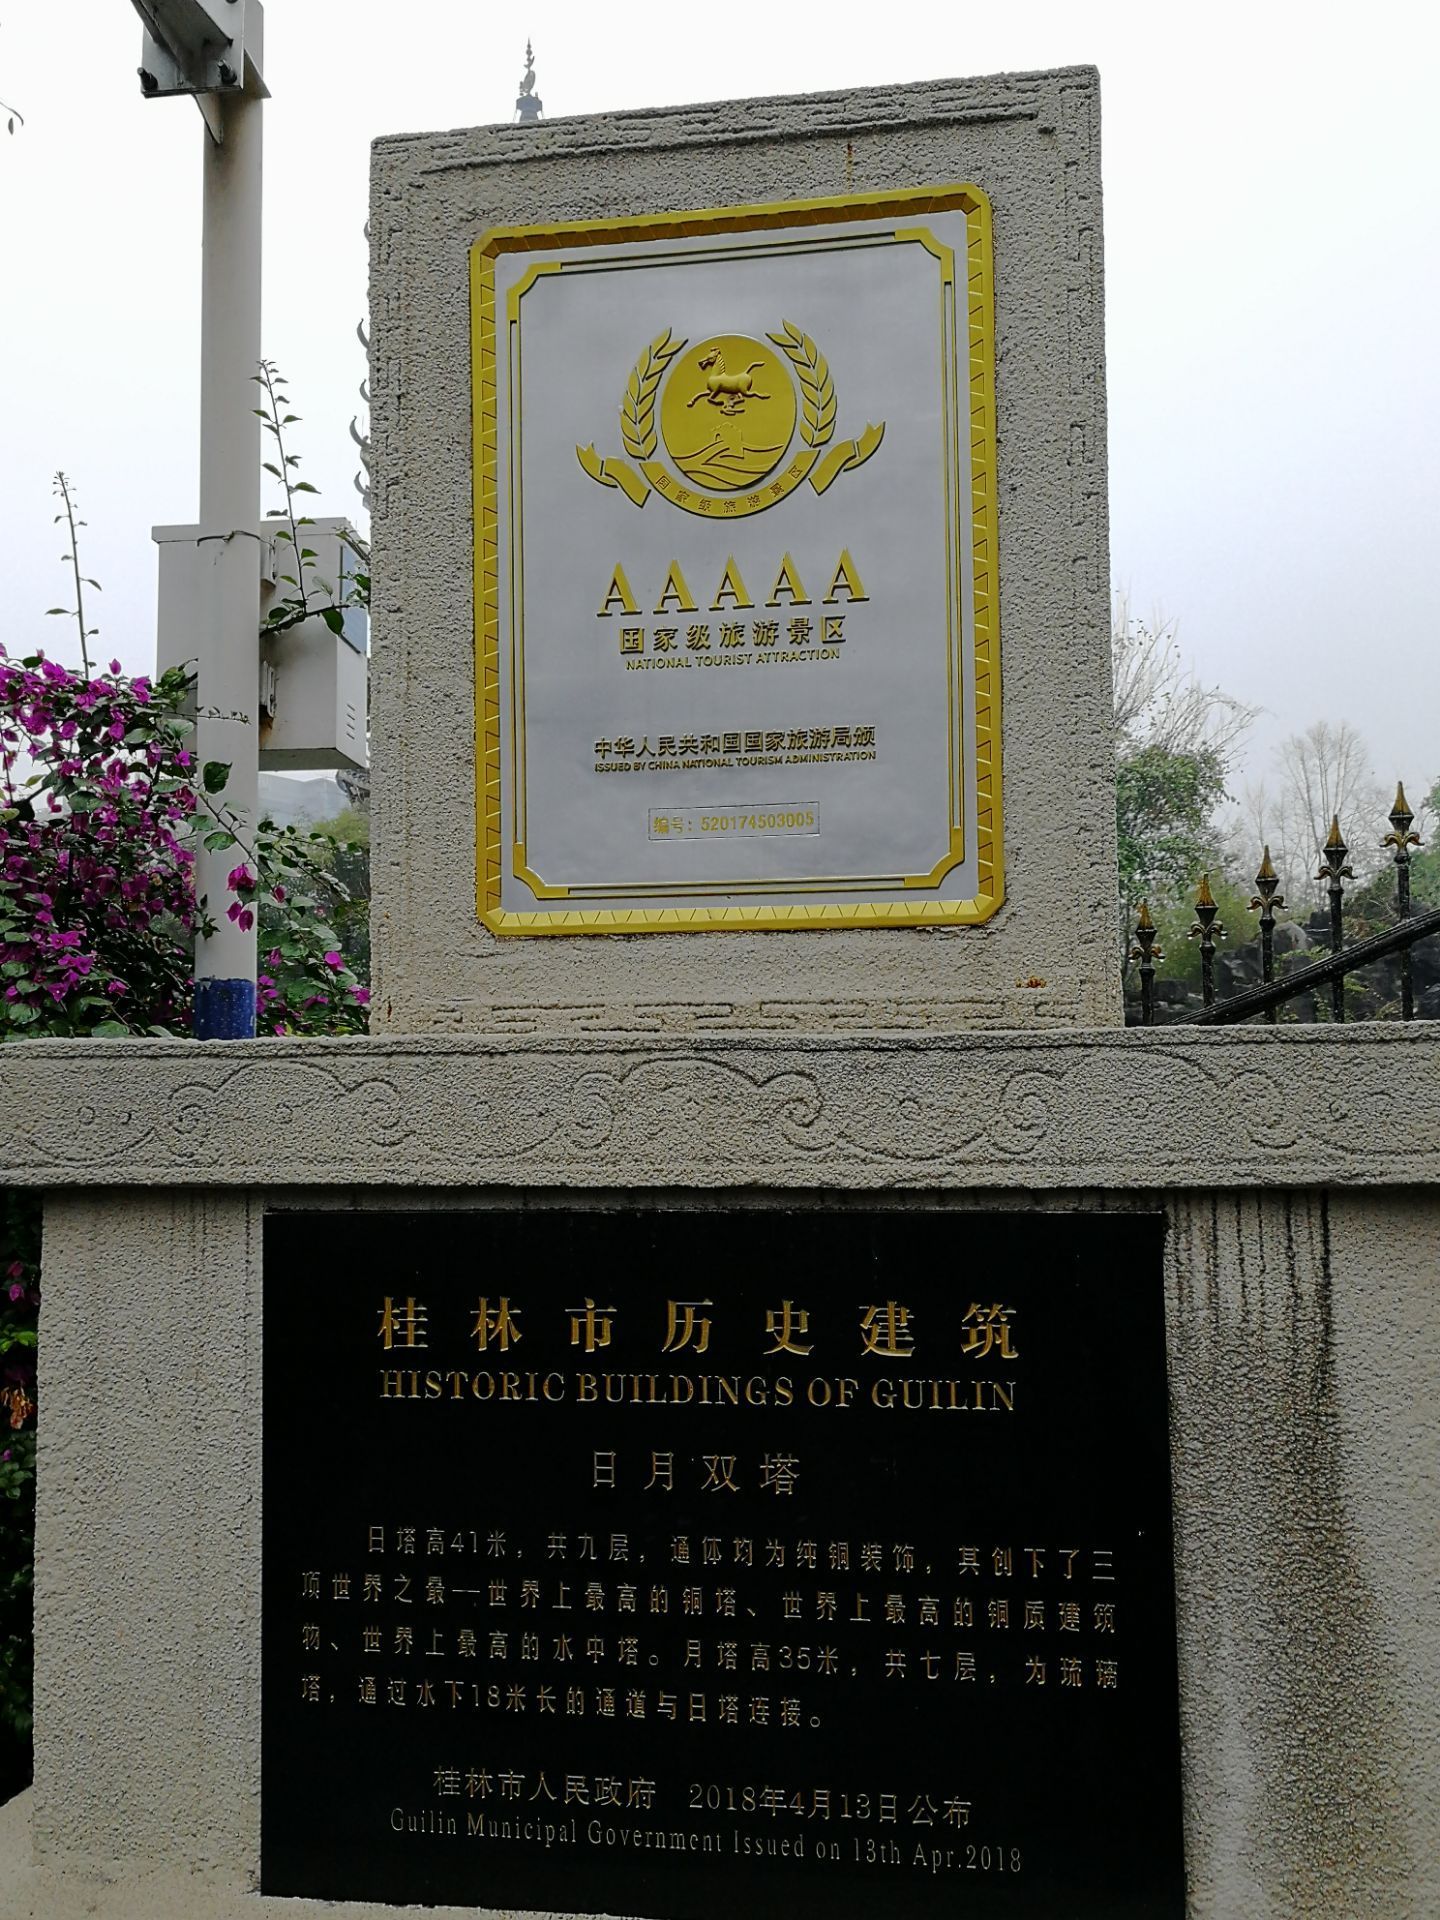 国家级旅游景区
AAAAA
国家级旅游景区
NATIONAL TOURIST ATTRACTION
中华人民共和国国家旅游局颁
ISSUED BY CHINA NATIONAL TOURISM ADMINISTRATION
编号：520174503005
桂林市历史建筑
HISTORIC BUILDINGS OF GUILIN
日月双塔
日塔高41米，共九层，通体均为纯铜装饰，其创下了三
项世界之最—世界上最高的铜塔、世界上最高的铜质建筑
物、世界上最高的水中塔。月塔高35米，共七层，为琉璃
塔，通过水下18米长的通道与日塔连接。
桂林市人民政府 2018年4月13日公布
Guilin Municipal Government Issued on 13th Apr.2018